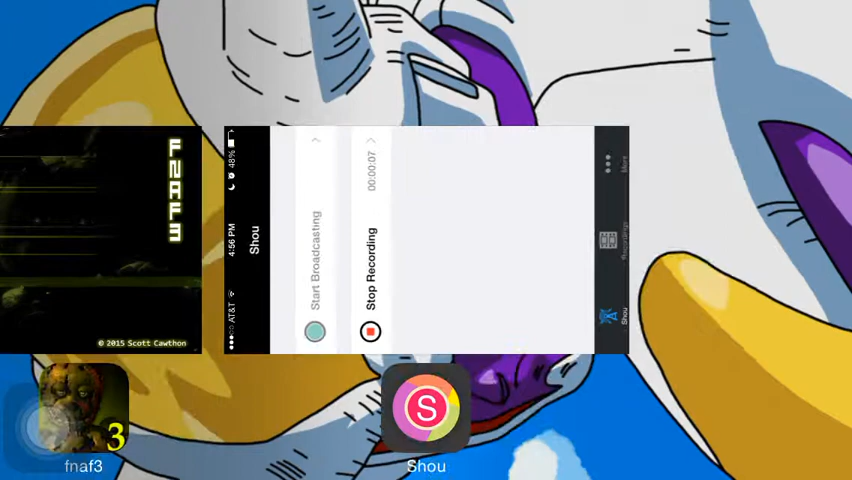 FNAF3
© 2015 Scott Cawthon
AT&T
4:56 PM
48%
Shou
Start Broadcasting
Stop Recording
00:00:07
Shou
Recordings
More
3
fnaf3
S
Shou